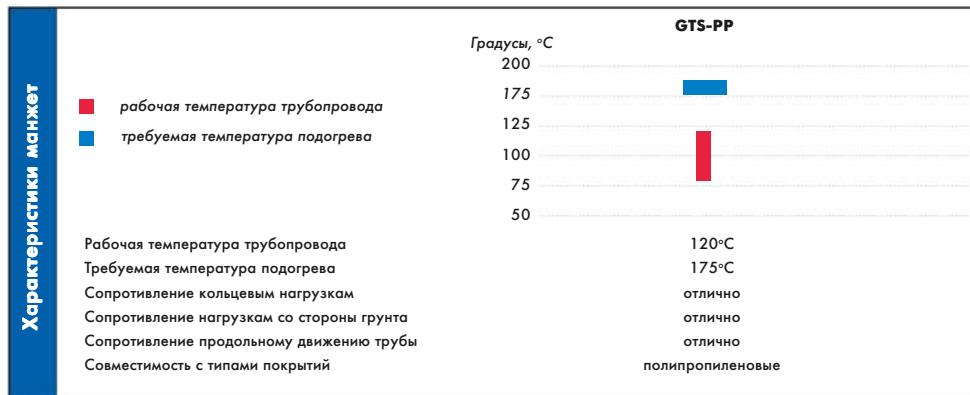 Характеристики манжет
GTS-PP
Градусы, °C
200
175
125
100
75
50
рабочая температура трубопровода
требуемая температура подогрева
Рабочая температура трубопровода 120°C
Требуемая температура подогрева 175°C
Сопротивление кольцевым нагрузкам отлично
Сопротивление нагрузкам со стороны грунта отлично
Сопротивление продольному движению трубы отлично
Совместимость с типами покрытий полипропиленовые